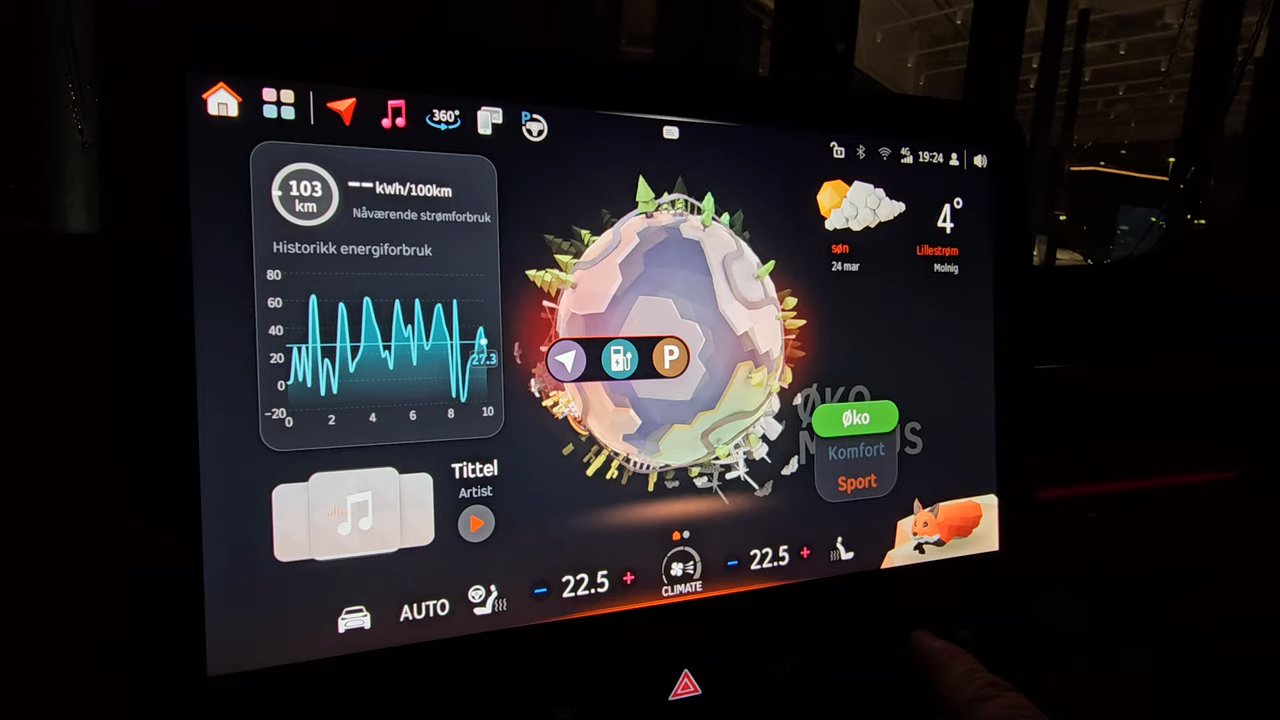 360°
P
4G
19:24
103
km
-- kWh/100km
Nåværende strømforbruk
Historikk energiforbruk
80
60
40
20
0
-20
27.3
0 2 4 6 8 10
søn
24 mar
4°
Lillestrøm
Molnig
P
ØKO
Øko
Komfort
Sport
Tittel
Artist
AUTO
- 22.5 +
CLIMATE
- 22.5 +